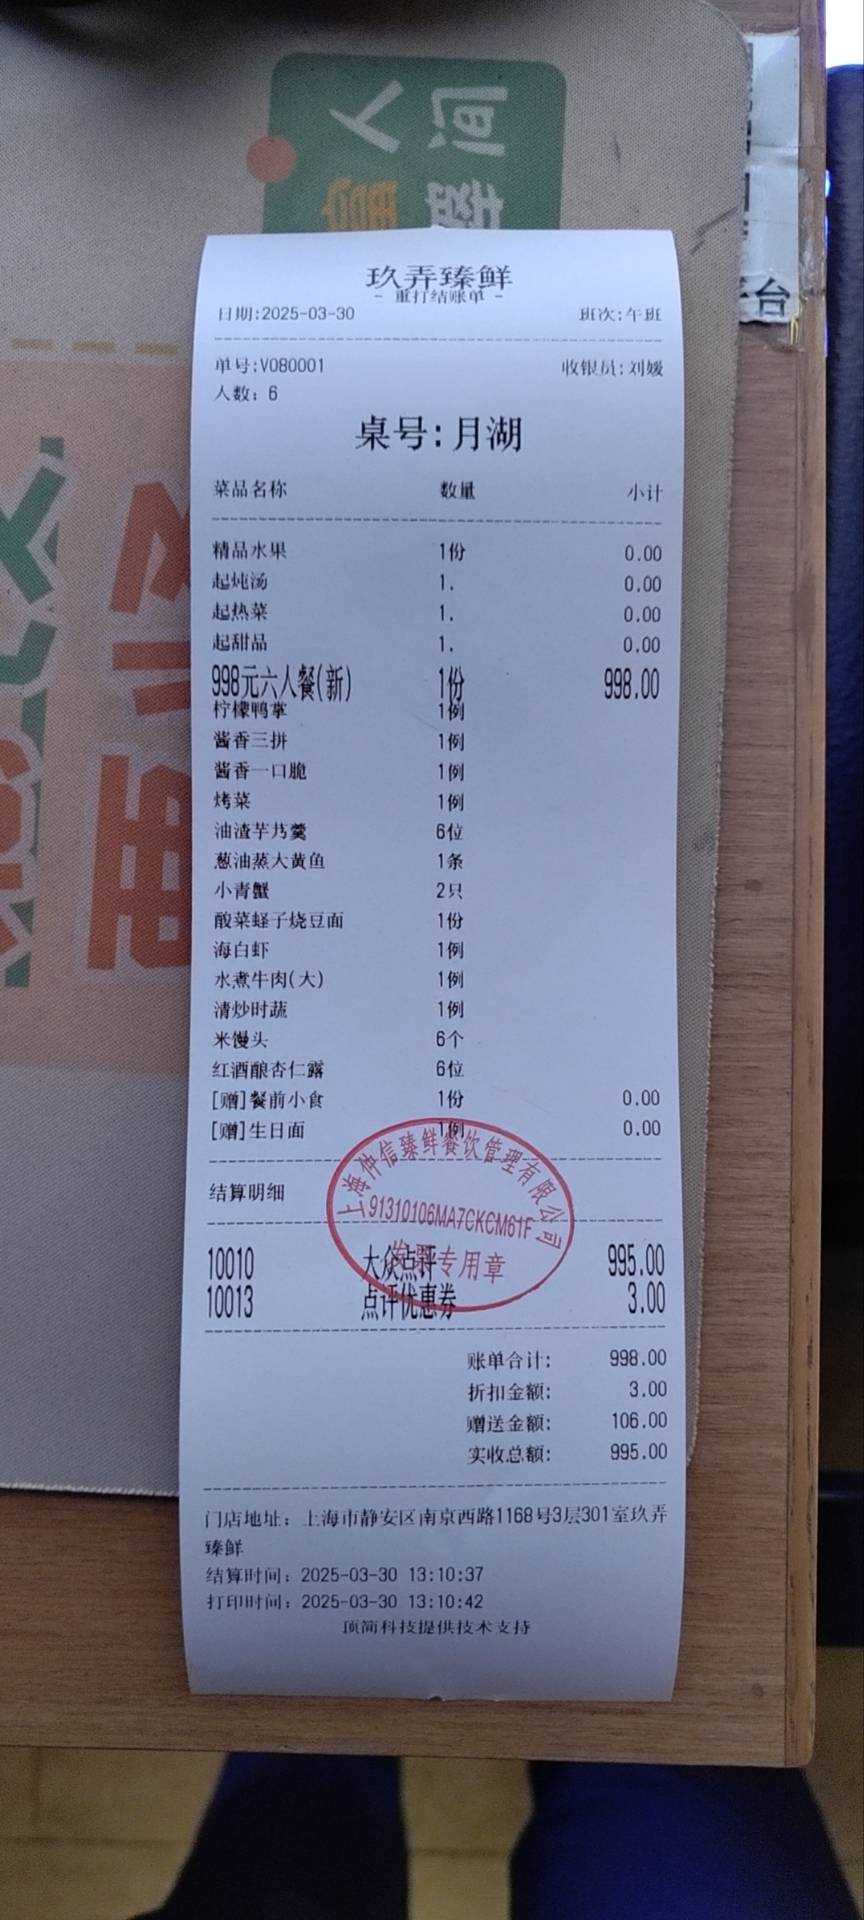 人间
台
玖弄臻鲜
- 重打结账单 -
日期:2025-03-30 班次:午班
单号:V080001 收银员:刘媛
人数: 6
桌号:月湖
菜品名称 数量 小计
精品水果 1份 0.00
起炖汤 1. 0.00
起热菜 1. 0.00
起甜品 1. 0.00
998元六人餐(新) 1份 998.00
柠檬鸭掌 1例
酱香三拼 1例
酱香一口脆 1例
烤菜 1例
油渣芋艿羹 6位
葱油蒸大黄鱼 1条
小青蟹 2只
酸菜蛏子烧豆面 1份
海白虾 1例
水煮牛肉(大) 1例
清炒时蔬 1例
米馒头 6个
红酒酿杏仁露 6位
[赠]餐前小食 1份 0.00
[赠]生日面 1例 0.00
上海仲信臻鲜餐饮管理有限公司
结算明细
91310106MA7CKCM61F
发票专用章
10010 大众点评 995.00
10013 点评优惠券 3.00
账单合计: 998.00
折扣金额: 3.00
赠送金额: 106.00
实收总额: 995.00
门店地址: 上海市静安区南京西路1168号3层301室玖弄
臻鲜
结算时间: 2025-03-30 13:10:37
打印时间: 2025-03-30 13:10:42
顶简科技提供技术支持